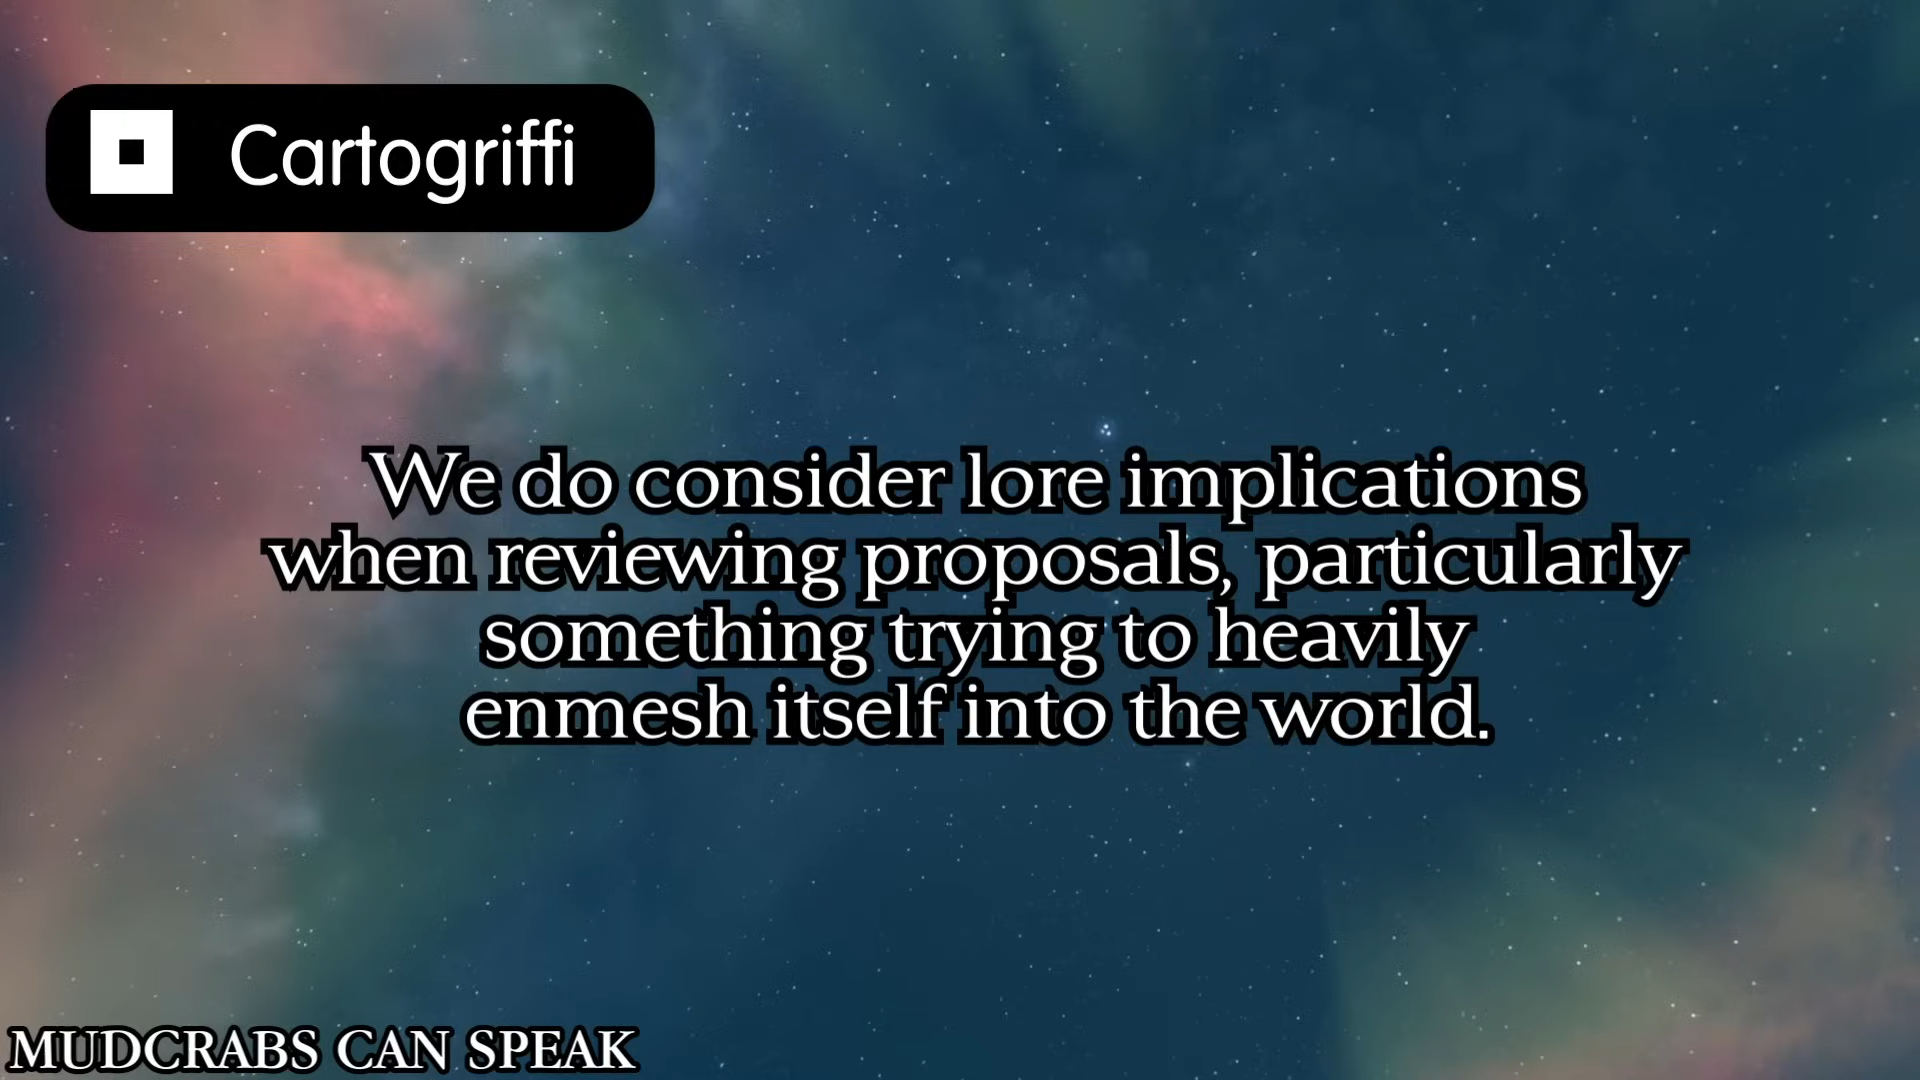 Cartogriffi
We do consider lore implications
when reviewing proposals, particularly
something trying to heavily
enmesh itself into the world.
MUDCRABS CAN SPEAK